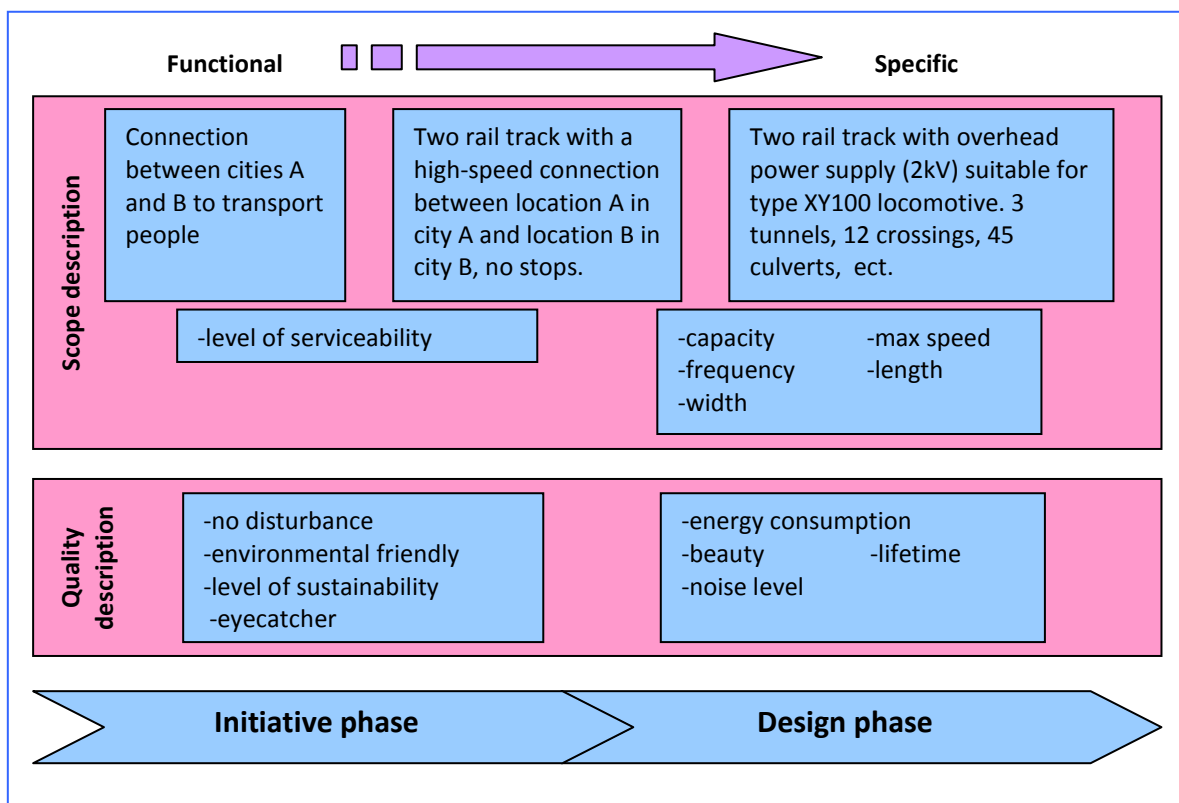 Functional
Specific
Scope description
Connection
between cities A
and B to transport
people
Two rail track with a
high-speed connection
between location A in
city A and location B in
city B, no stops.
Two rail track with overhead
power supply (2kV) suitable for
type XY100 locomotive. 3
tunnels, 12 crossings, 45
culverts, ect.
-level of serviceability
-capacity -max speed
-frequency -length
-width
Quality
description
-no disturbance
-environmental friendly
-level of sustainability
-eyecatcher
-energy consumption
-beauty -lifetime
-noise level
Initiative phase
Design phase